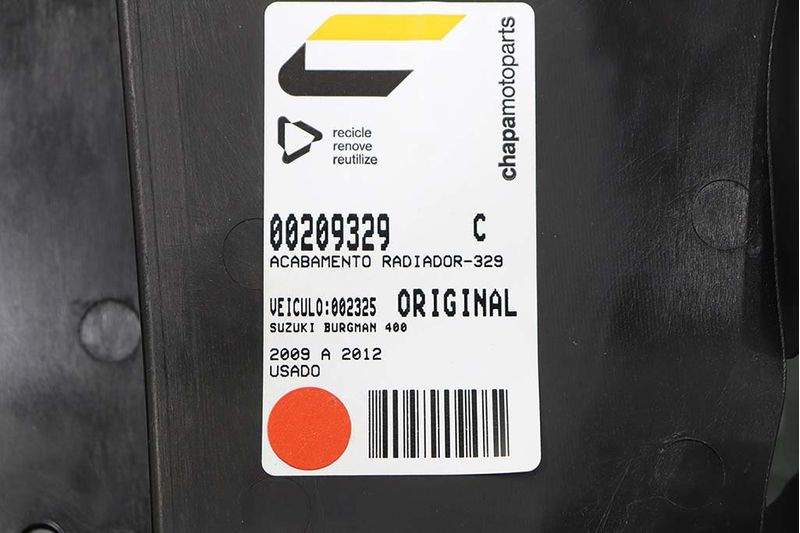 chapamotoparts
recicle
renove
reutilize
00209329 C
ACABAMENTO RADIADOR-329
VEICULO:002325 ORIGINAL
SUZUKI BURGMAN 400
2009 A 2012
USADO